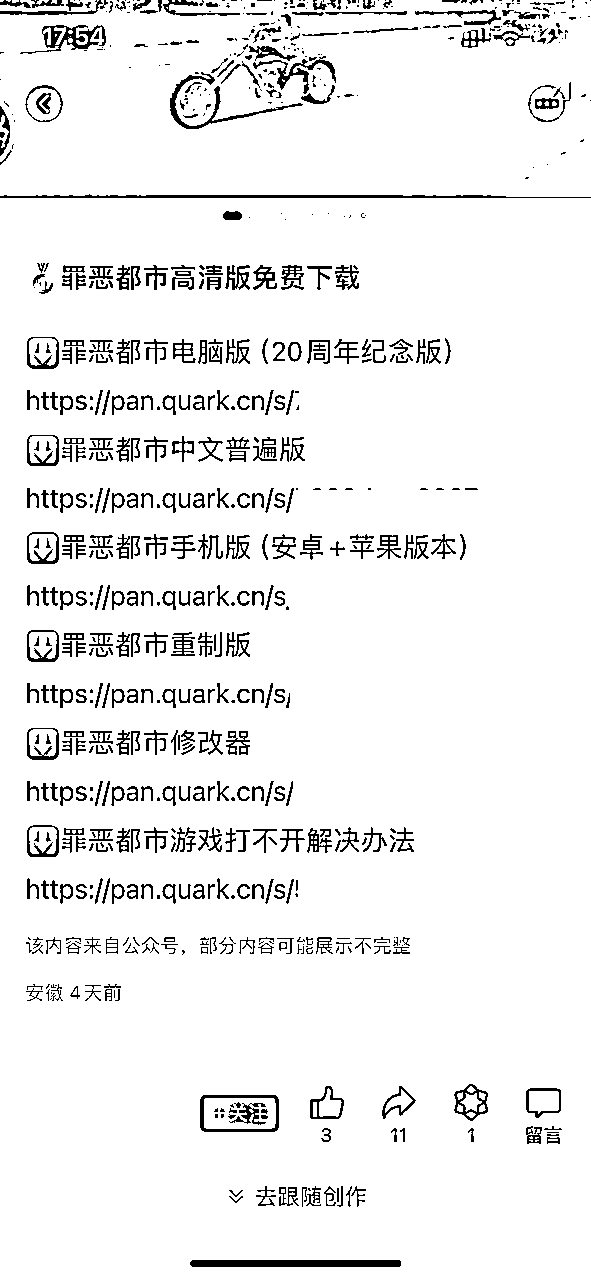 17:54
罪恶都市高清版免费下载
罪恶都市电脑版（20周年纪念版）
https://pan.quark.cn/s/
罪恶都市中文普遍版
https://pan.quark.cn/s/
罪恶都市手机版（安卓+苹果版本）
https://pan.quark.cn/s
罪恶都市重制版
https://pan.quark.cn/s/
罪恶都市修改器
https://pan.quark.cn/s/
罪恶都市游戏打不开解决办法
https://pan.quark.cn/s/
该内容来自公众号，部分内容可能展示不完整
安徽 4天前
关注
3 11 1 留言
去跟随创作